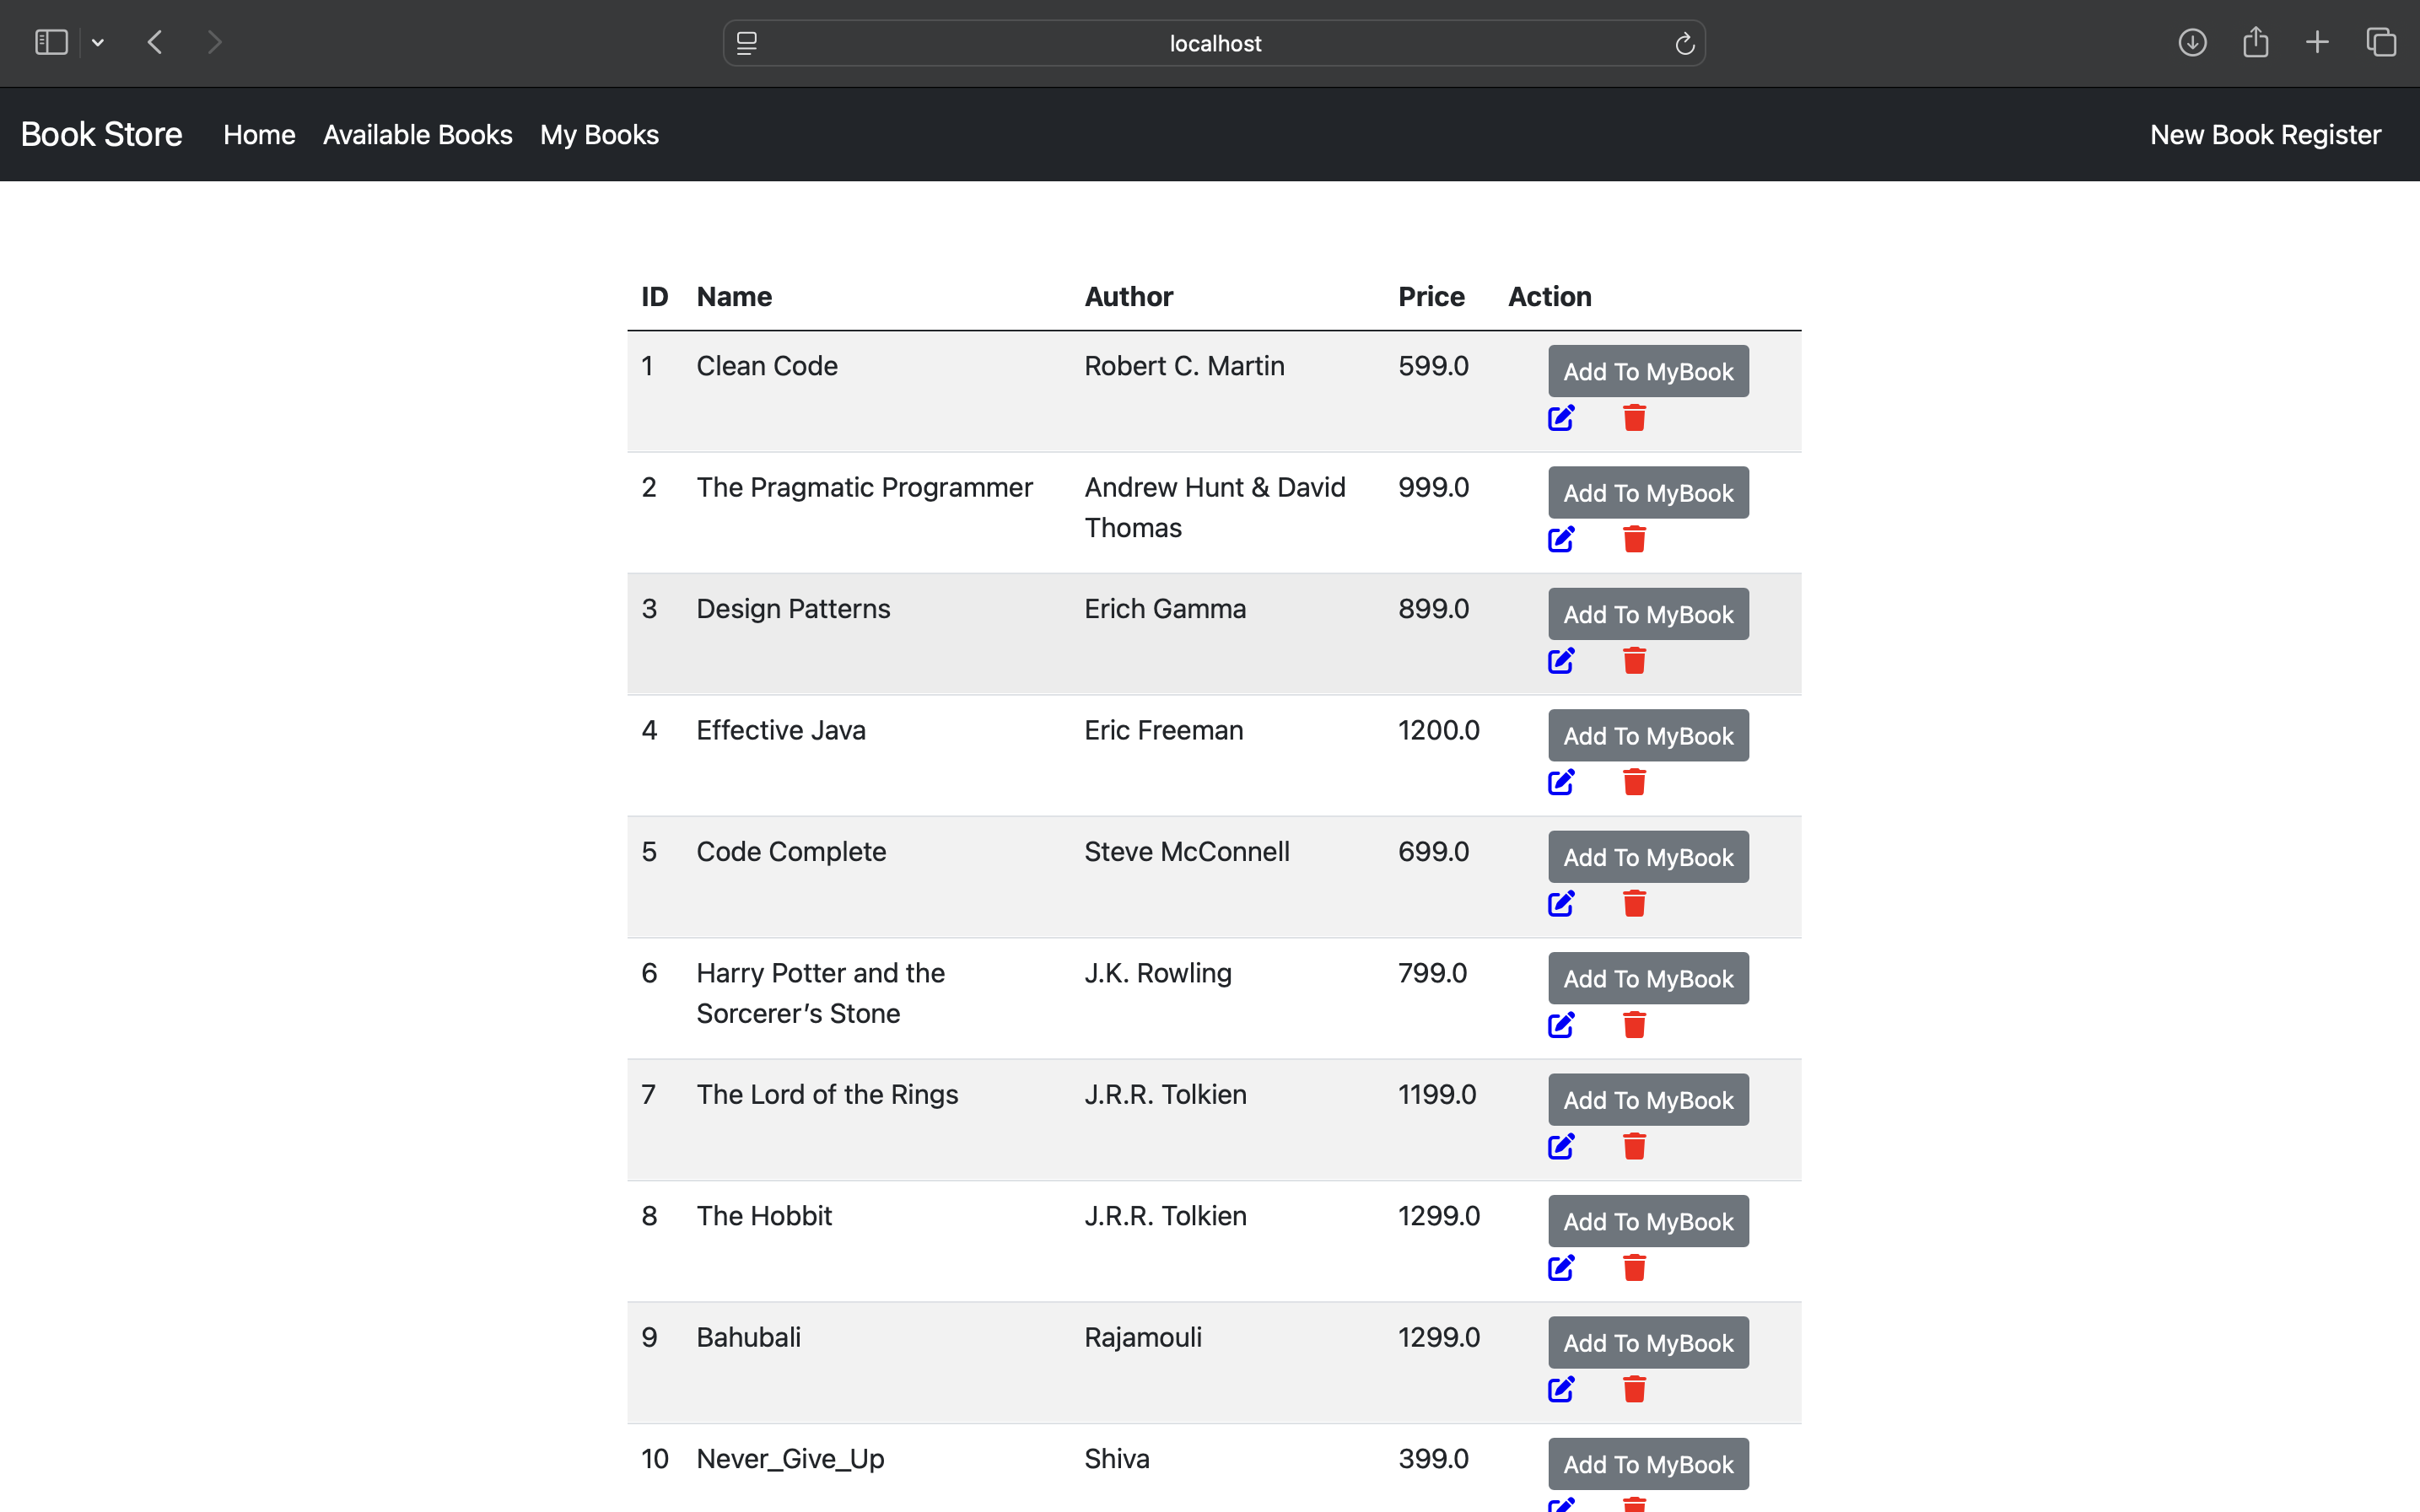 localhost
Book Store Home Available Books My Books New Book Register
ID Name Author Price Action
1 Clean Code Robert C. Martin 599.0 Add To MyBook
2 The Pragmatic Programmer Andrew Hunt & David 999.0 Add To MyBook
Thomas
3 Design Patterns Erich Gamma 899.0 Add To MyBook
4 Effective Java Eric Freeman 1200.0 Add To MyBook
5 Code Complete Steve McConnell 699.0 Add To MyBook
6 Harry Potter and the J.K. Rowling 799.0 Add To MyBook
Sorcerer’s Stone
7 The Lord of the Rings J.R.R. Tolkien 1199.0 Add To MyBook
8 The Hobbit J.R.R. Tolkien 1299.0 Add To MyBook
9 Bahubali Rajamouli 1299.0 Add To MyBook
10 Never_Give_Up Shiva 399.0 Add To MyBook